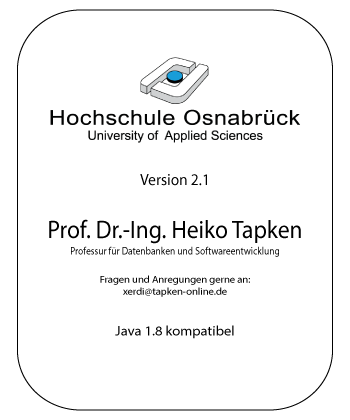 Hochschule Osnabrück
University of Applied Sciences
Version 2.1
Prof. Dr.-Ing. Heiko Tapken
Professur für Datenbanken und Softwareentwicklung
Fragen und Anregungen gerne an:
xerdi@tapken-online.de
Java 1.8 kompatibel